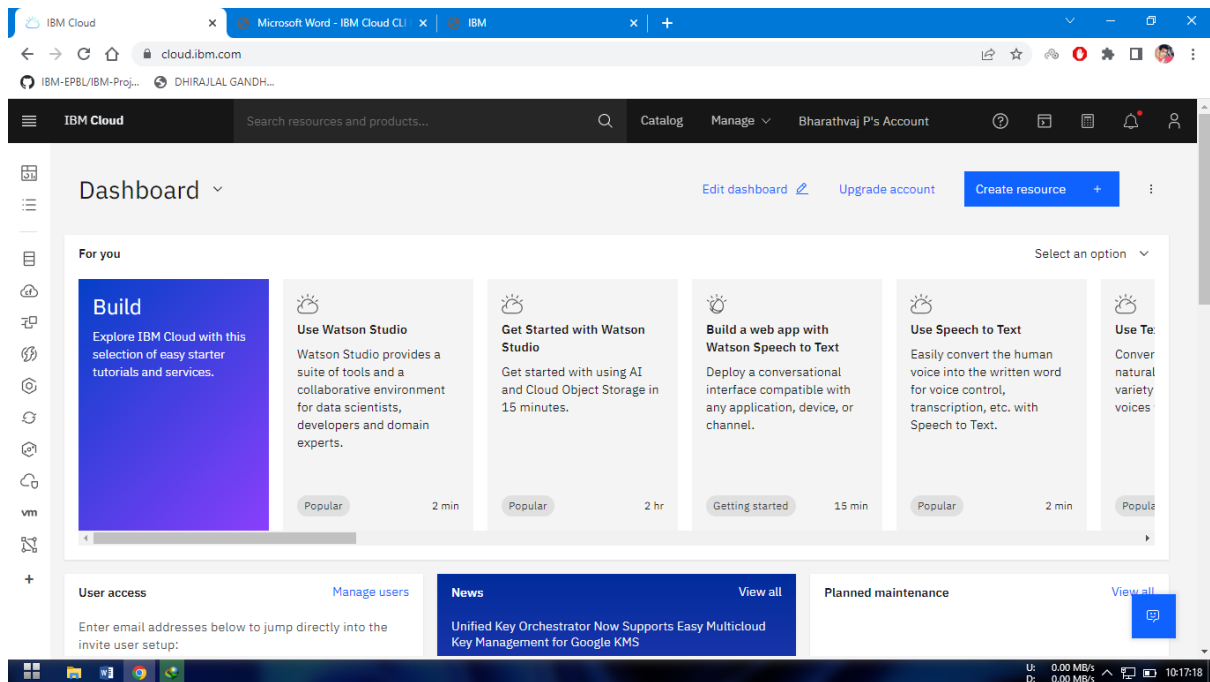 IBM Cloud
Microsoft Word - IBM Cloud CLI
IBM
cloud.ibm.com
IBM-EPBL/IBM-Proj...
DHIRAJLAL GANDH...
IBM Cloud
Search resources and products...
Catalog
Manage
Bharathvaj P's Account
Dashboard
Edit dashboard
Upgrade account
Create resource +
For you
Select an option
Build
Explore IBM Cloud with this
selection of easy starter
tutorials and services.
Use Watson Studio
Watson Studio provides a
suite of tools and a
collaborative environment
for data scientists,
developers and domain
experts.
Popular
2 min
Get Started with Watson
Studio
Get started with using AI
and Cloud Object Storage in
15 minutes.
Popular
2 hr
Build a web app with
Watson Speech to Text
Deploy a conversational
interface compatible with
any application, device, or
channel.
Getting started
15 min
Use Speech to Text
Easily convert the human
voice into the written word
for voice control,
transcription, etc. with
Speech to Text.
Popular
2 min
Use Te
Conver
natural
variety
voices
Popula
vm
User access
Manage users
Enter email addresses below to jump directly into the
invite user setup:
News
View all
Unified Key Orchestrator Now Supports Easy Multicloud
Key Management for Google KMS
Planned maintenance
View all
U: 0.00 MB/s
D: 0.00 MB/s
10:17:18